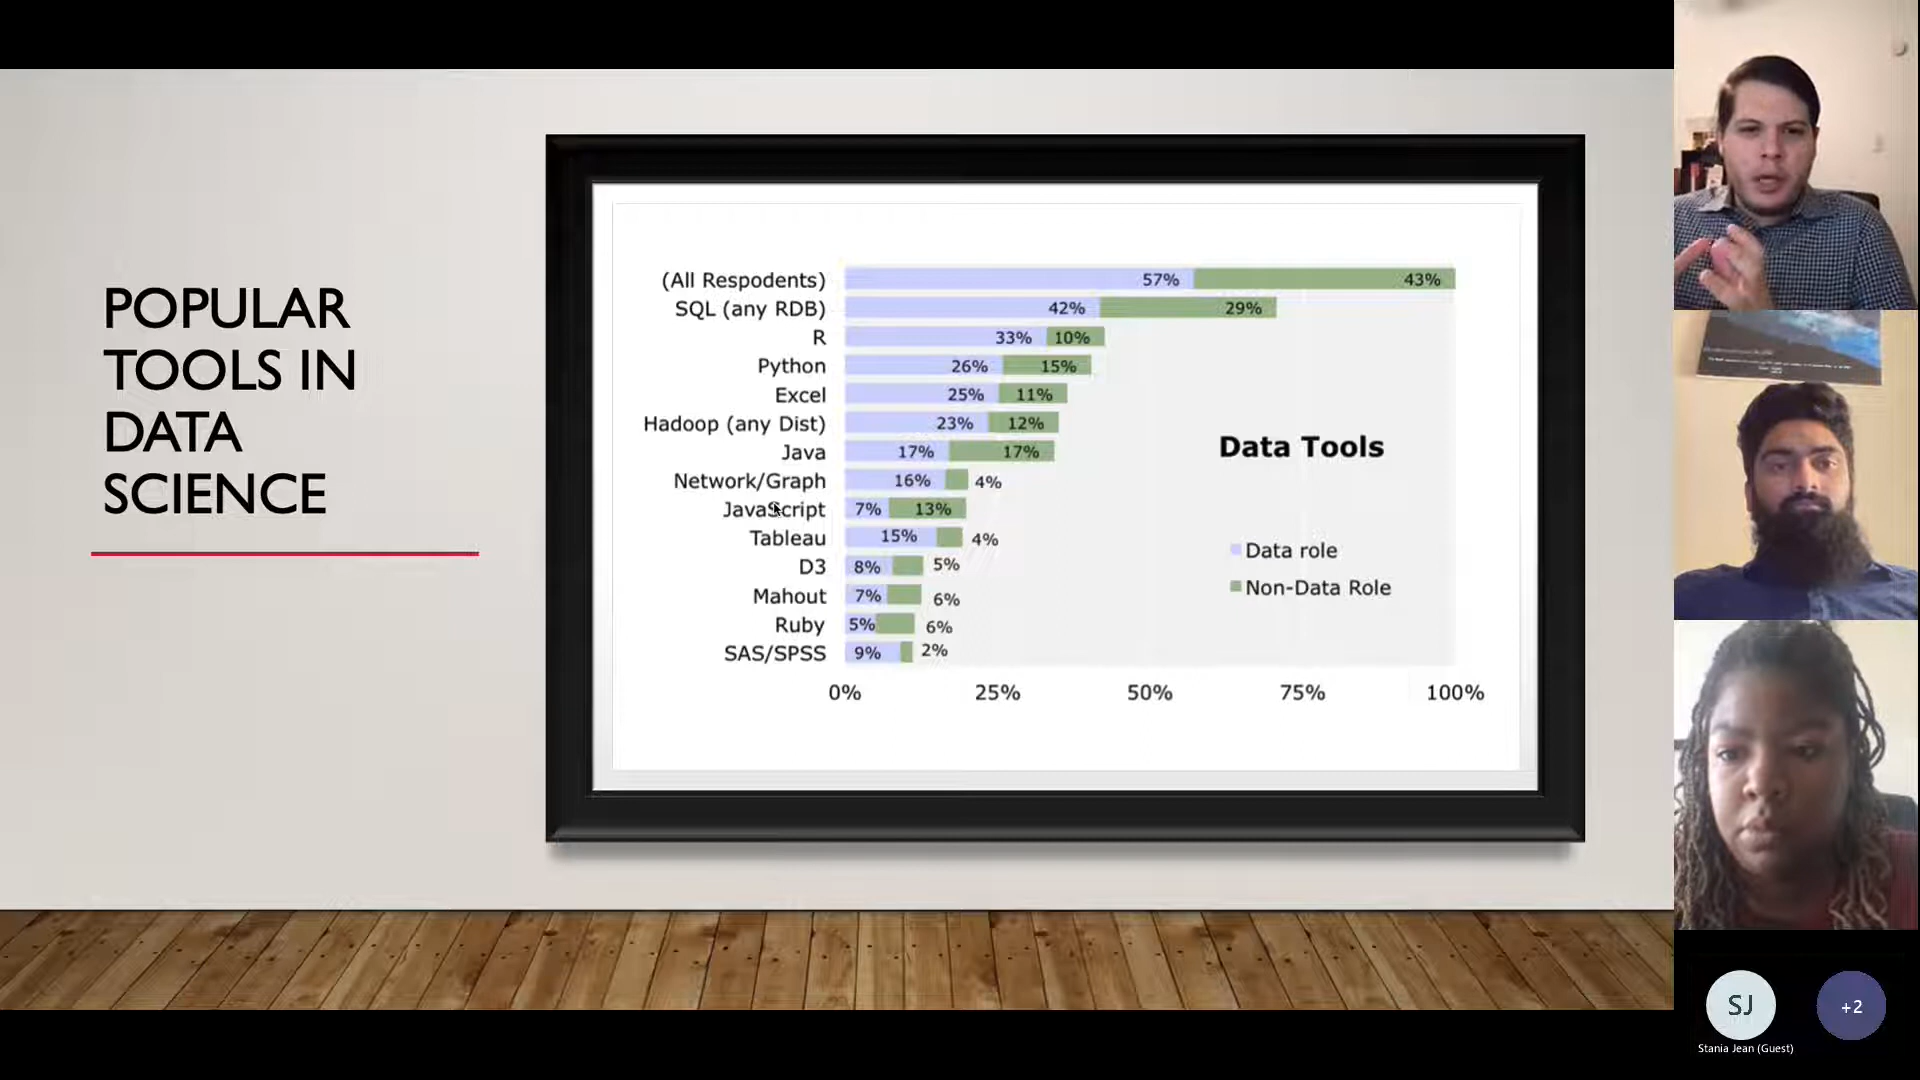 POPULAR
TOOLS IN
DATA
SCIENCE
(All Respodents) 57% 43%
SQL (any RDB) 42% 29%
R 33% 10%
Python 26% 15%
Excel 25% 11%
Hadoop (any Dist) 23% 12%
Java 17% 17%
Network/Graph 16% 4%
JavaScript 7% 13%
Tableau 15% 4%
D3 8% 5%
Mahout 7% 6%
Ruby 5% 6%
SAS/SPSS 9% 2%
0% 25% 50% 75% 100%
Data Tools
Data role
Non-Data Role
SJ
+2
Stania Jean (Guest)